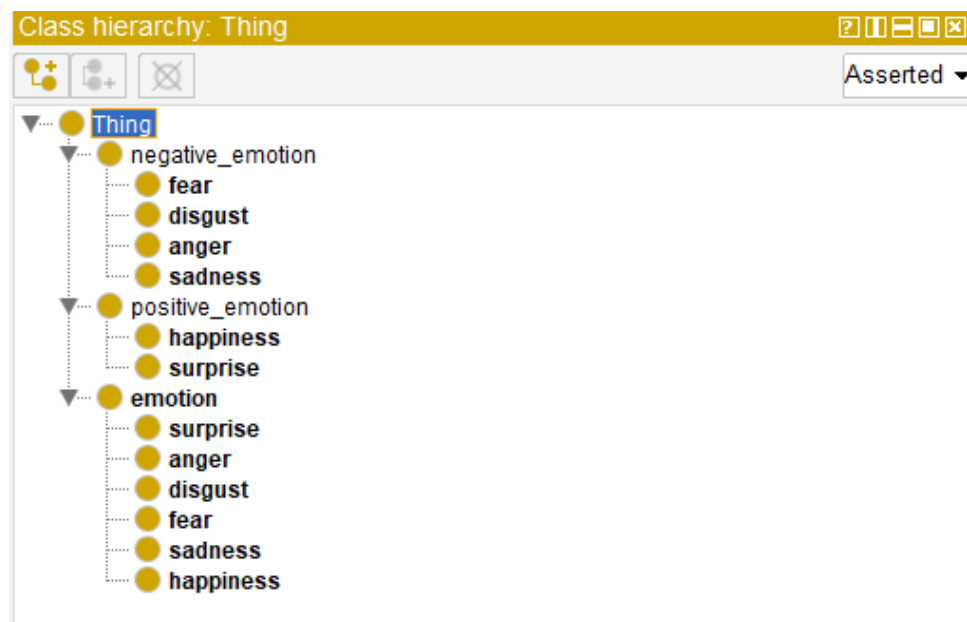 Class hierarchy: Thing
Asserted
Thing
negative_emotion
fear
disgust
anger
sadness
positive_emotion
happiness
surprise
emotion
surprise
anger
disgust
fear
sadness
happiness